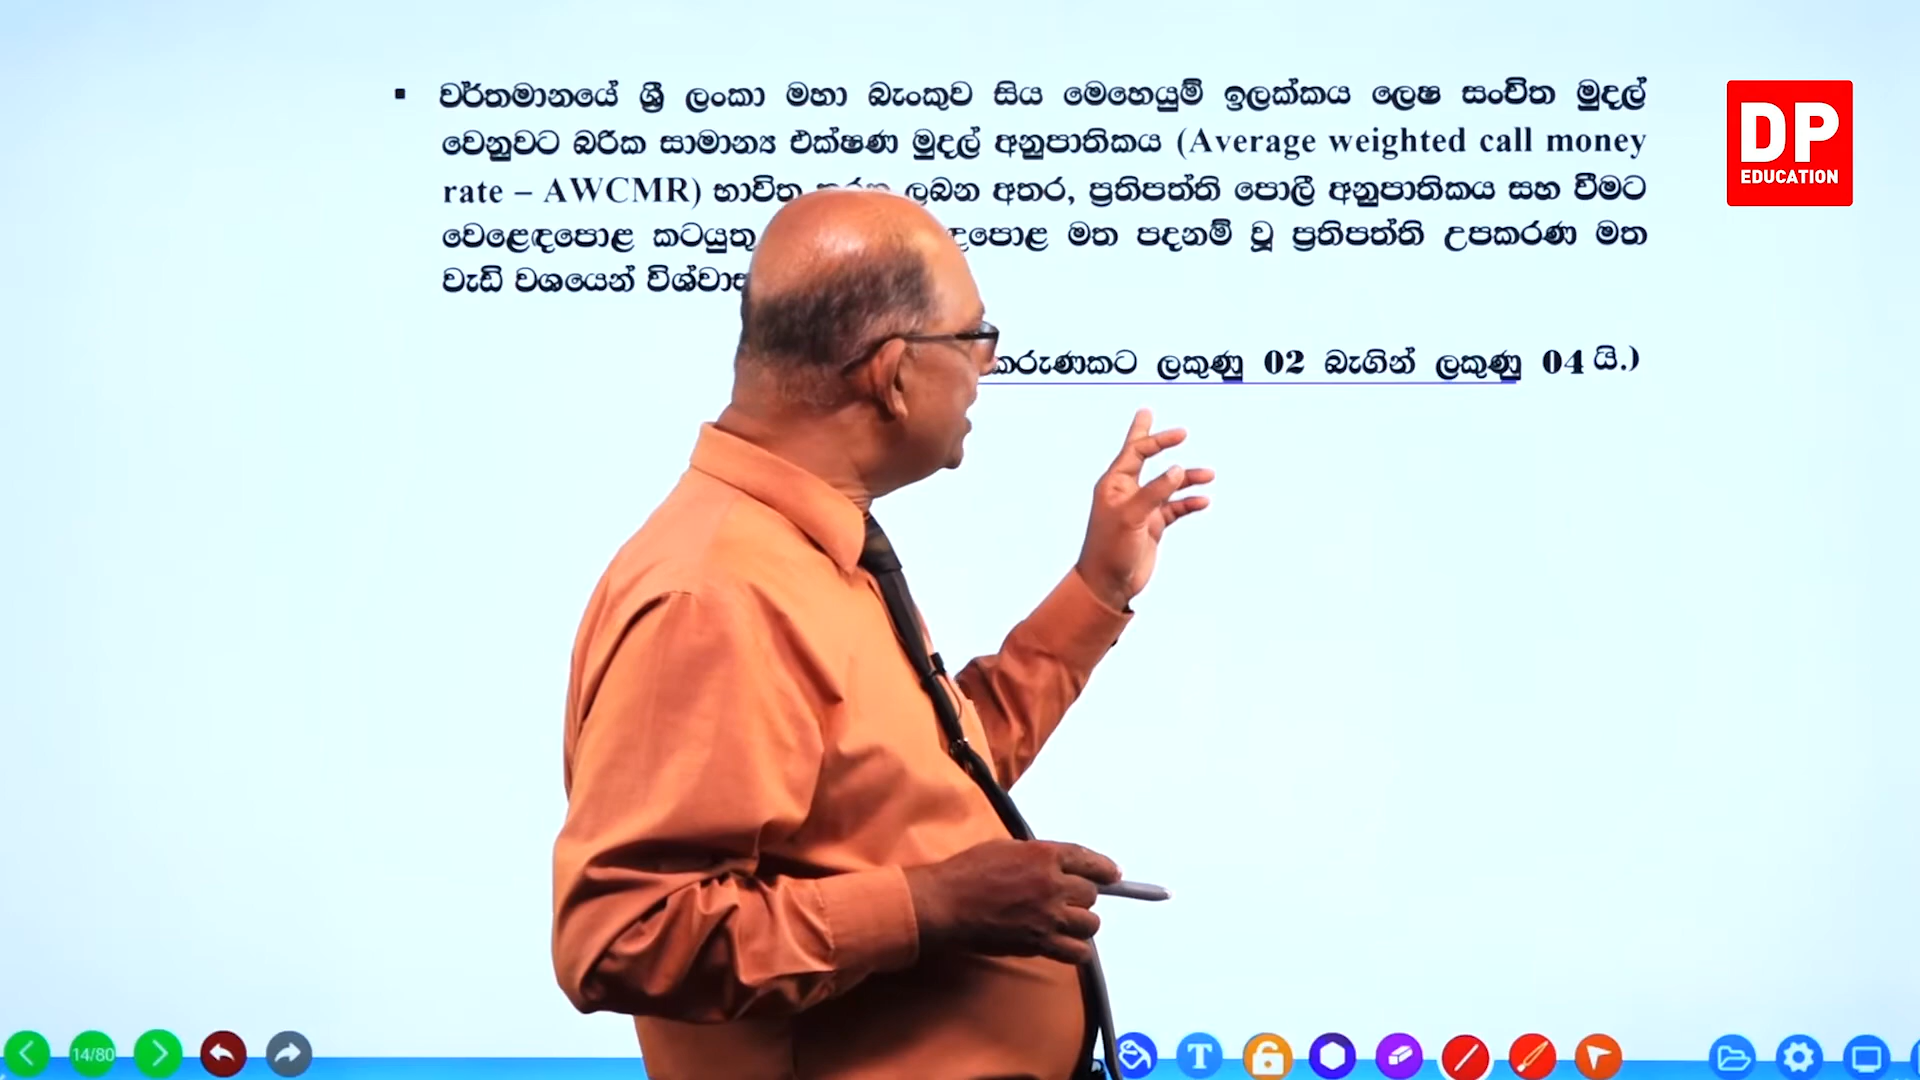 ▪ වර්තමානයේ ශ්‍රී ලංකා මහා බැංකුව සිය මෙහෙයුම් ඉලක්කය ලෙෂ සංචිත මුදල්
වෙනුවට බරිත සාමාන්‍ය එක්ෂණ මුදල් අනුපාතිකය (Average weighted call money
rate – AWCMR) භාවිත ලබන අතර, ප්‍රතිපත්ති පොලී අනුපාතිකය සහ වීමට
වෙළෙඳපොළ කටයුතු මත පදනම් වූ ප්‍රතිපත්ති උපකරණ මත
වැඩි වශයෙන්
කරුණකට ලකුණු 02 බැගින් ලකුණු 04 යි.)
DP
EDUCATION
14/80
T